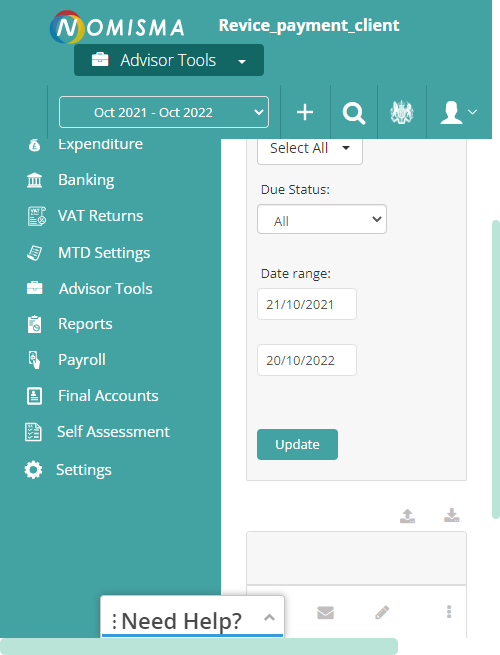 NOMISMA
Revice_payment_client
Advisor Tools
Oct 2021 - Oct 2022
Expenditure
Banking
VAT Returns
MTD Settings
Advisor Tools
Reports
Payroll
Final Accounts
Self Assessment
Settings
Select All
Due Status:
All
Date range:
21/10/2021
20/10/2022
Update
Need Help?